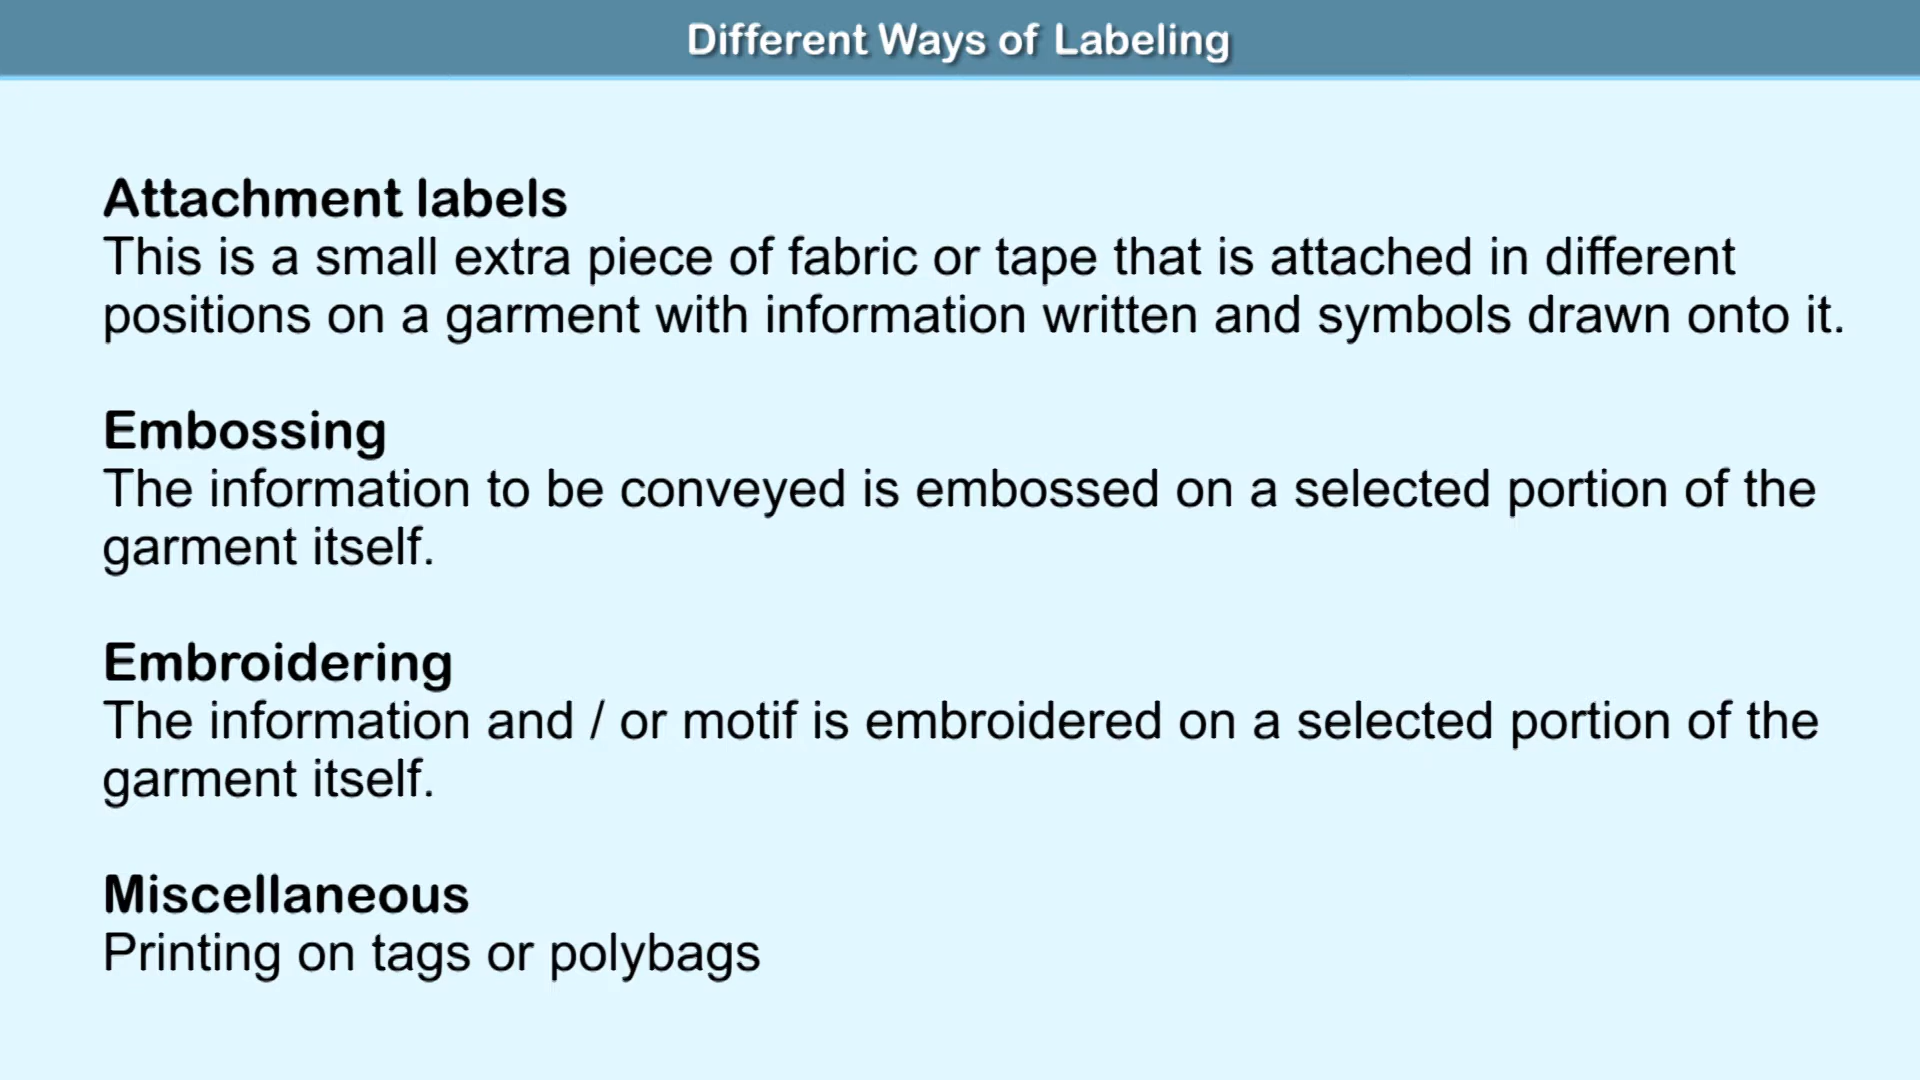 Different Ways of Labeling
Attachment labels
This is a small extra piece of fabric or tape that is attached in different
positions on a garment with information written and symbols drawn onto it.
Embossing
The information to be conveyed is embossed on a selected portion of the
garment itself.
Embroidering
The information and / or motif is embroidered on a selected portion of the
garment itself.
Miscellaneous
Printing on tags or polybags